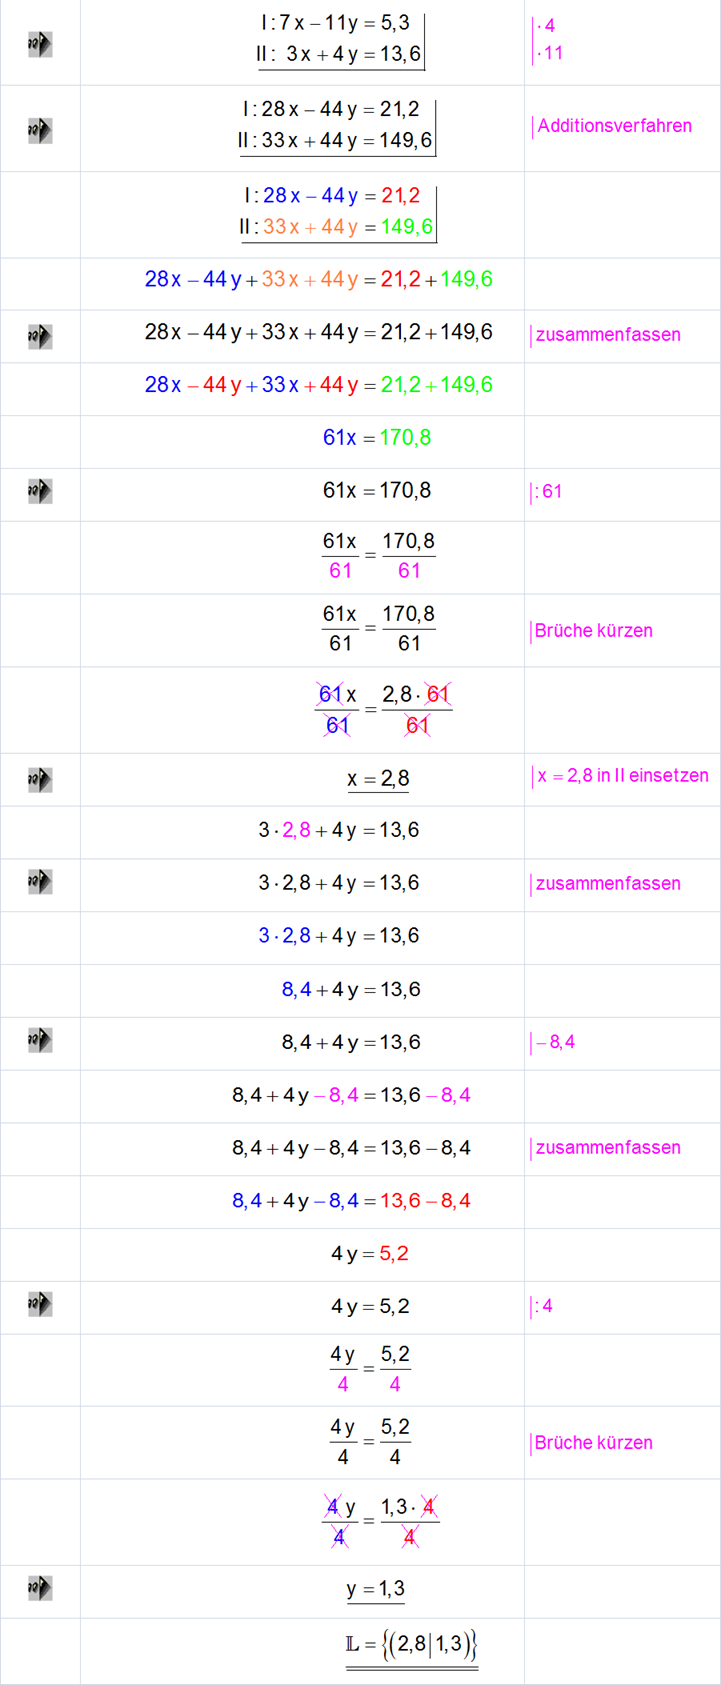 I : 7x − 11y = 5,3 | · 4
II : 3x + 4y = 13,6 | · 11
I : 28x − 44y = 21,2
II : 33x + 44y = 149,6 | Additionsverfahren
I : 28x − 44y = 21,2
II : 33x + 44y = 149,6
28x − 44y + 33x + 44y = 21,2 + 149,6
28x − 44y + 33x + 44y = 21,2 + 149,6 | zusammenfassen
28x − 44y + 33x + 44y = 21,2 + 149,6
61x = 170,8
61x = 170,8 | : 61
61x/61 = 170,8/61
61x/61 = 170,8/61 | Brüche kürzen
61x/61 = 2,8 · 61/61
x = 2,8 | x = 2,8 in II einsetzen
3 · 2,8 + 4y = 13,6
3 · 2,8 + 4y = 13,6 | zusammenfassen
3 · 2,8 + 4y = 13,6
8,4 + 4y = 13,6
8,4 + 4y = 13,6 | − 8,4
8,4 + 4y − 8,4 = 13,6 − 8,4
8,4 + 4y − 8,4 = 13,6 − 8,4 | zusammenfassen
8,4 + 4y − 8,4 = 13,6 − 8,4
4y = 5,2
4y = 5,2 | : 4
4y/4 = 5,2/4
4y/4 = 5,2/4 | Brüche kürzen
4y/4 = 1,3 · 4/4
y = 1,3
𝕃 = {(2,8|1,3)}